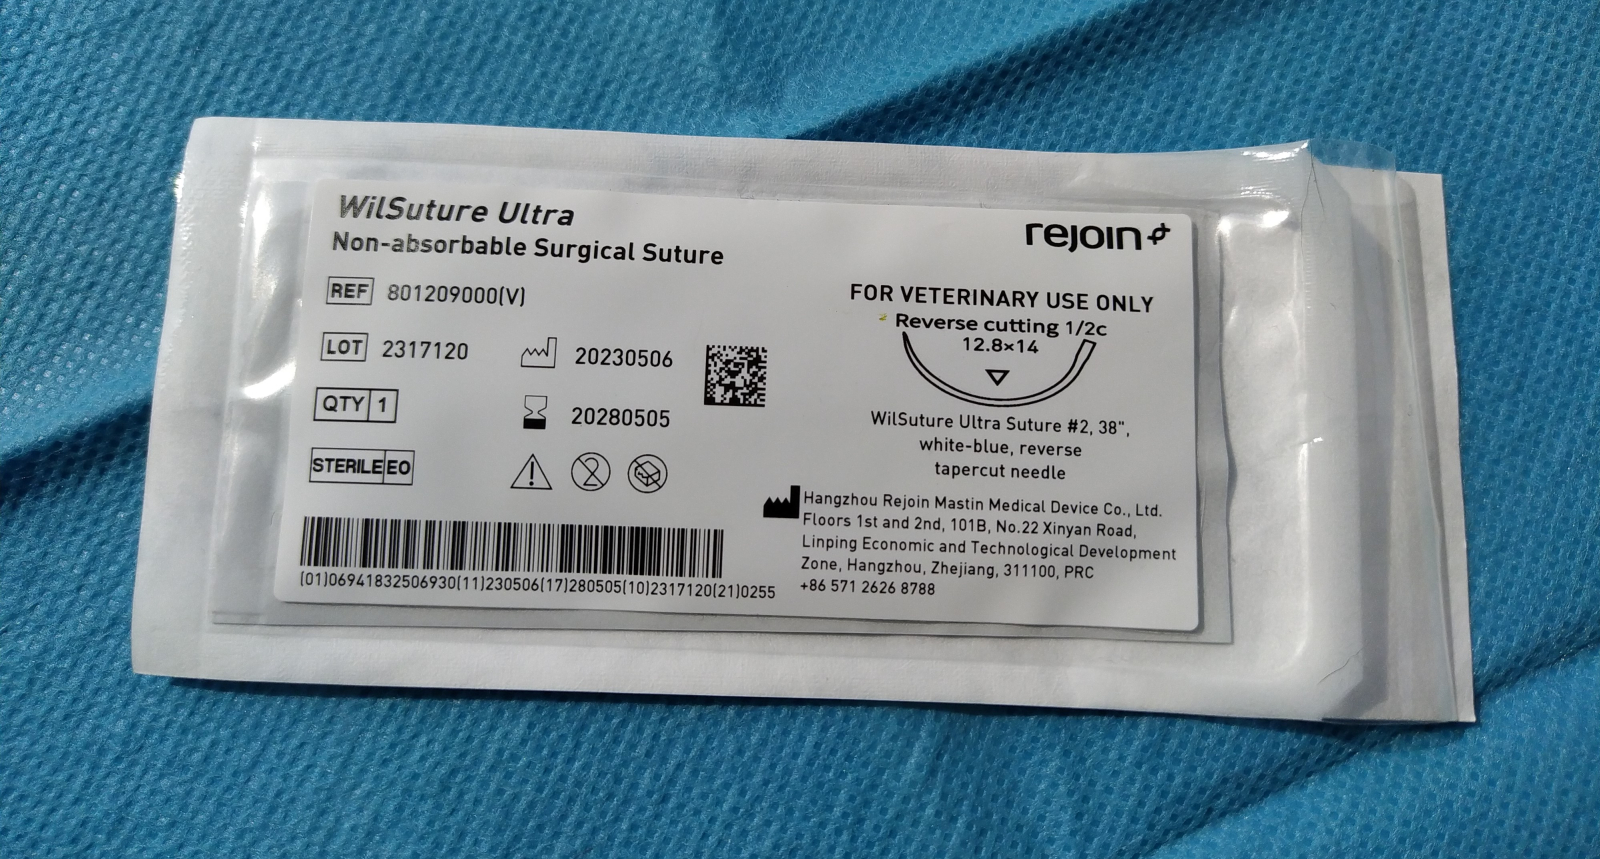 WilSuture Ultra
Non-absorbable Surgical Suture
rejoin
REF 801209000(V)
LOT 2317120
20230506
QTY 1
20280505
STERILE EO
2
(01)06941832506930(11)230506(17)280505(10)2317120(21)0255
FOR VETERINARY USE ONLY
Reverse cutting 1/2c
12.8×14
WilSuture Ultra Suture #2, 38",
white-blue, reverse
tapercut needle
Hangzhou Rejoin Mastin Medical Device Co., Ltd.
Floors 1st and 2nd, 101B, No.22 Xinyan Road,
Linping Economic and Technological Development
Zone, Hangzhou, Zhejiang, 311100, PRC
+86 571 2626 8788